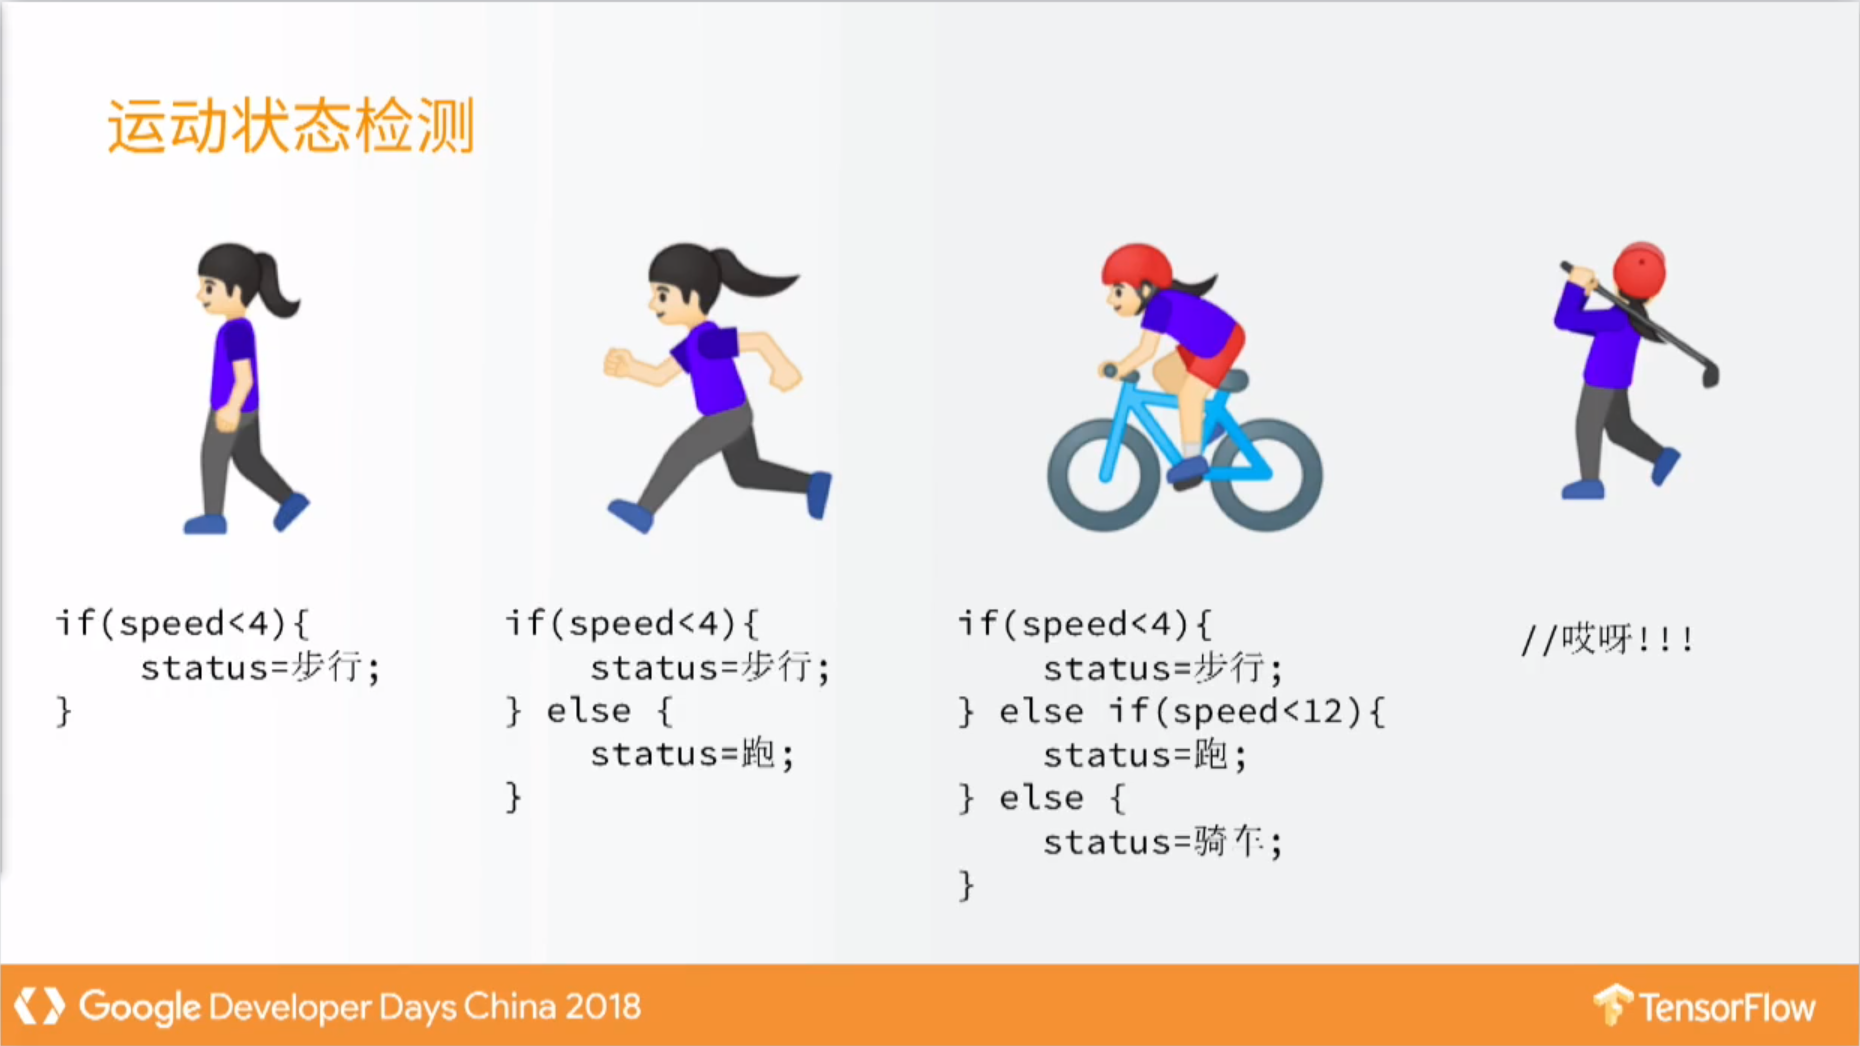 运动状态检测
if(speed<4){
    status=步行;
}
if(speed<4){
    status=步行;
} else {
    status=跑;
}
if(speed<4){
    status=步行;
} else if(speed<12){
    status=跑;
} else {
    status=骑车;
}
//哎呀!!!
Google Developer Days China 2018
TensorFlow